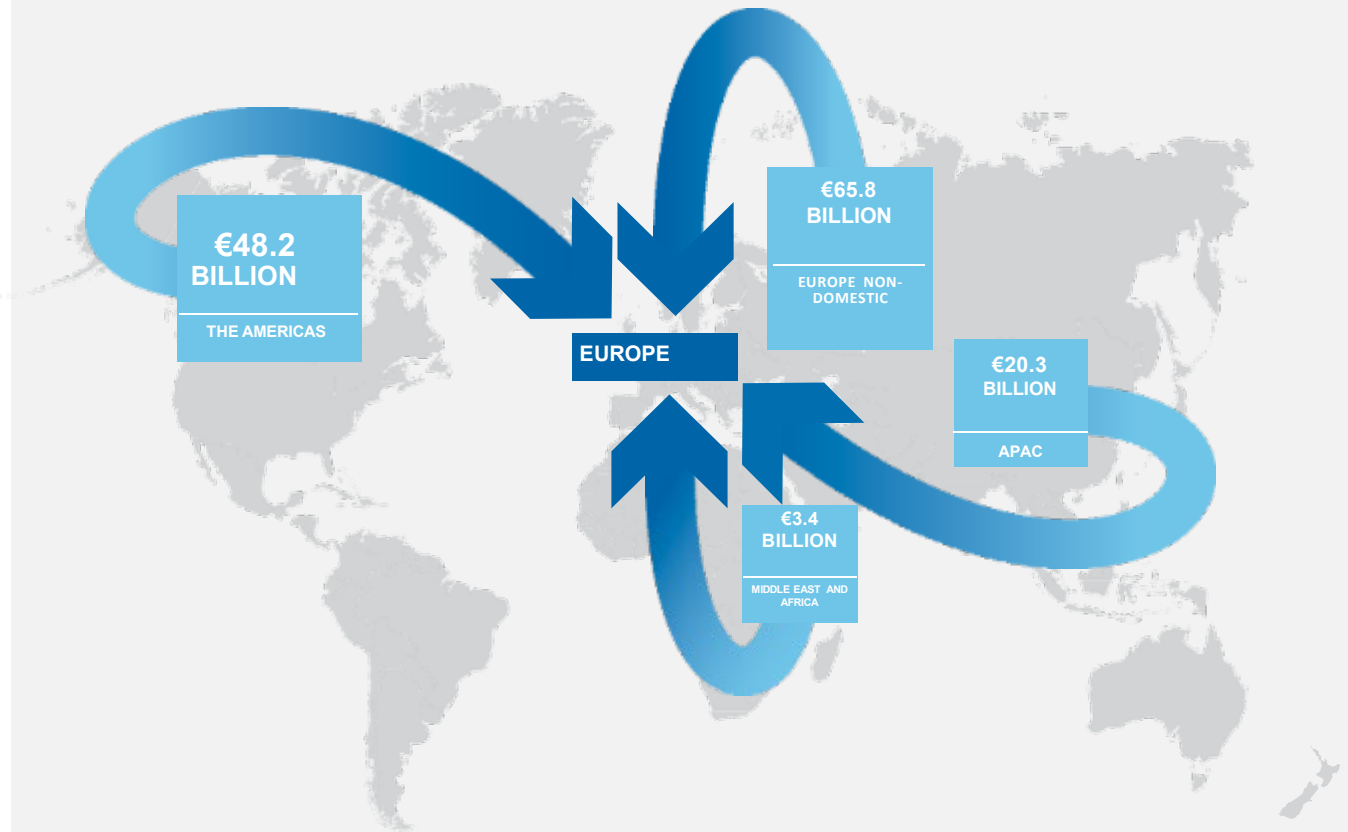 €65.8
BILLION
EUROPE NON-
DOMESTIC
€48.2
BILLION
THE AMERICAS
EUROPE
€20.3
BILLION
APAC
€3.4
BILLION
MIDDLE EAST AND
AFRICA